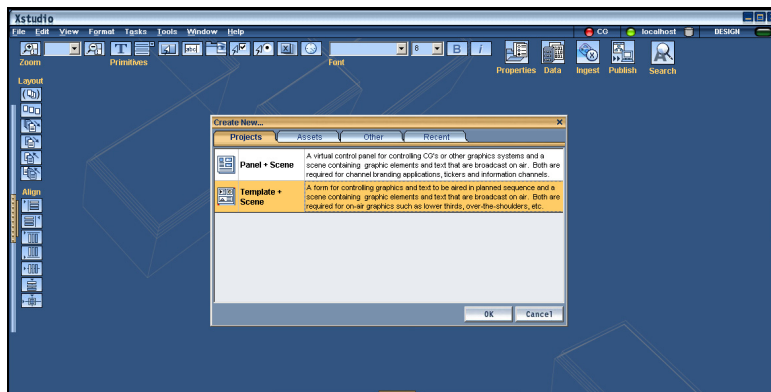 Xstudio
File Edit View Format Tasks Tools Window Help
CG localhost DESIGN
abc 8 B i
Zoom Primitives Font Properties Data Ingest Publish Search
Layout
Align
Create New...
Projects Assets Other Recent
Panel + Scene
A virtual control panel for controlling CG's or other graphics systems and a
scene containing graphic elements and text that are broadcast on air. Both are
required for channel branding applications, tickers and information channels.
Template +
Scene
A form for controlling graphics and text to be aired in planned sequence and a
scene containing graphic elements and text that are broadcast on air. Both are
required for on-air graphics such as lower thirds, over-the-shoulders, etc.
OK Cancel